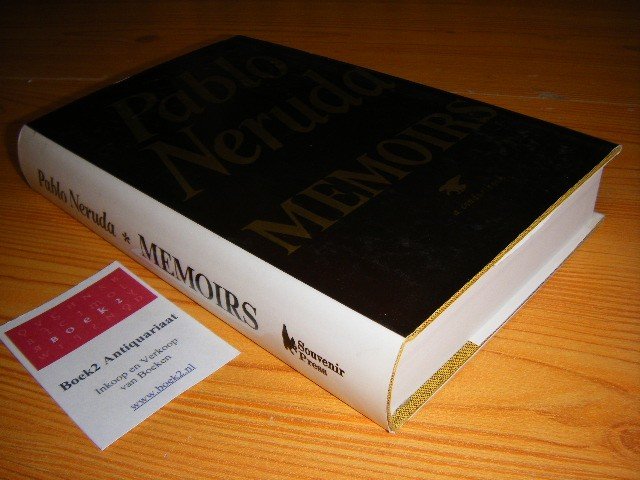 Pablo
Neruda
MEMOIRS
Pablo Neruda * MEMOIRS
Souvenir
Press
BOEK2
Boek2 Antiquariaat
Inkoop en Verkoop
van Boeken
www.boek2.nl